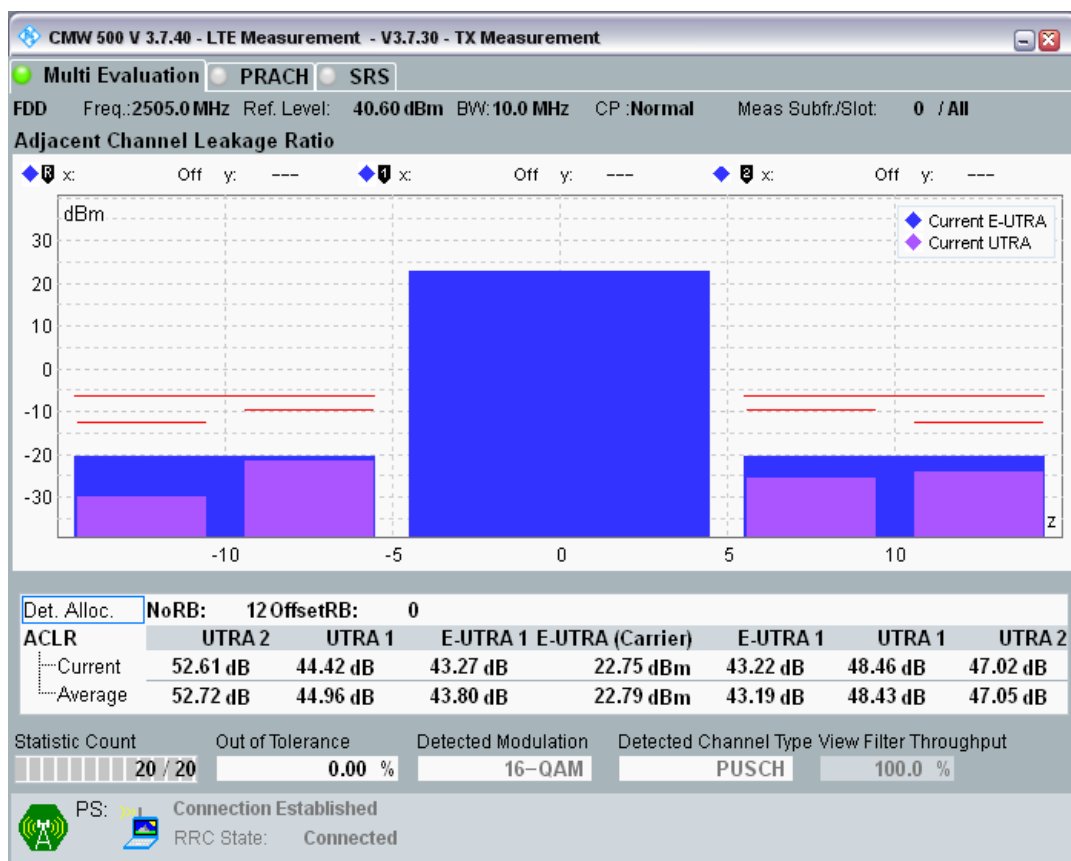 CMW 500 V 3.7.40 - LTE Measurement - V3.7.30 - TX Measurement
Multi Evaluation PRACH SRS
FDD Freq.:2505.0 MHz Ref. Level: 40.60 dBm BW:10.0 MHz CP :Normal Meas Subfr./Slot: 0 / All
Adjacent Channel Leakage Ratio
R x: Off y: --- 1 x: Off y: --- 2 x: Off y: ---
dBm
Current E-UTRA
Current UTRA
30
20
10
0
-10
-20
-30
z
-10 -5 0 5 10
Det. Alloc. NoRB: 12 OffsetRB: 0
ACLR UTRA 2 UTRA 1 E-UTRA 1 E-UTRA (Carrier) E-UTRA 1 UTRA 1 UTRA 2
Current 52.61 dB 44.42 dB 43.27 dB 22.75 dBm 43.22 dB 48.46 dB 47.02 dB
Average 52.72 dB 44.96 dB 43.80 dB 22.79 dBm 43.19 dB 48.43 dB 47.05 dB
Statistic Count Out of Tolerance Detected Modulation Detected Channel Type View Filter Throughput
20 / 20 0.00 % 16-QAM PUSCH 100.0 %
PS: Connection Established
RRC State: Connected